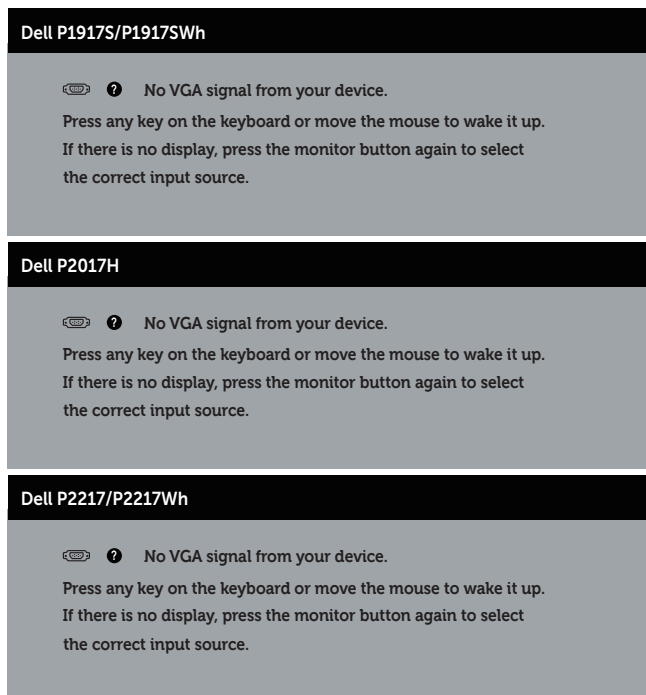 Dell P1917S/P1917SWh
? No VGA signal from your device.
Press any key on the keyboard or move the mouse to wake it up.
If there is no display, press the monitor button again to select
the correct input source.
Dell P2017H
? No VGA signal from your device.
Press any key on the keyboard or move the mouse to wake it up.
If there is no display, press the monitor button again to select
the correct input source.
Dell P2217/P2217Wh
? No VGA signal from your device.
Press any key on the keyboard or move the mouse to wake it up.
If there is no display, press the monitor button again to select
the correct input source.